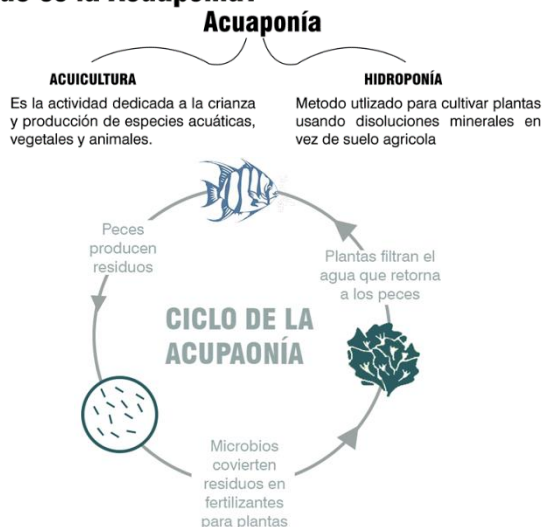 Acuaponía
ACUICULTURA
Es la actividad dedicada a la crianza
y producción de especies acuáticas,
vegetales y animales.
HIDROPONÍA
Metodo utlizado para cultivar plantas
usando disoluciones minerales en
vez de suelo agricola
Peces
producen
residuos
Plantas filtran el
agua que retorna
a los peces
CICLO DE LA
ACUPAONÍA
Microbios
covierten
residuos en
fertilizantes
para plantas